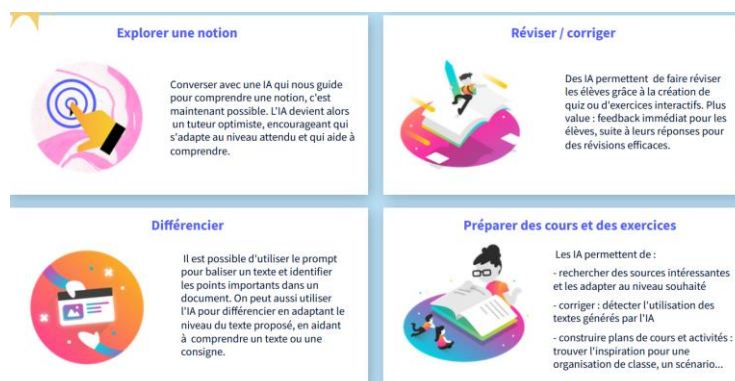 Explorer une notion
Converser avec une IA qui nous guide
pour comprendre une notion, c'est
maintenant possible. L'IA devient alors
un tuteur optimiste, encourageant qui
s'adapte au niveau attendu et qui aide à
comprendre.
Réviser / corriger
Des IA permettent de faire réviser
les élèves grâce à la création de
quiz ou d'exercices interactifs. Plus
value : feedback immédiat pour les
élèves, suite à leurs réponses pour
des révisions efficaces.
Différencier
Il est possible d'utiliser le prompt
pour baliser un texte et identifier
les points importants dans un
document. On peut aussi utiliser
l'IA pour différencier en adaptant le
niveau du texte proposé, en aidant
à comprendre un texte ou une
consigne.
Préparer des cours et des exercices
Les IA permettent de :
- rechercher des sources intéressantes
et les adapter au niveau souhaité
- corriger : détecter l'utilisation des
textes générés par l'IA
- construire plans de cours et activités :
trouver l'inspiration pour une
organisation de classe, un scénario...